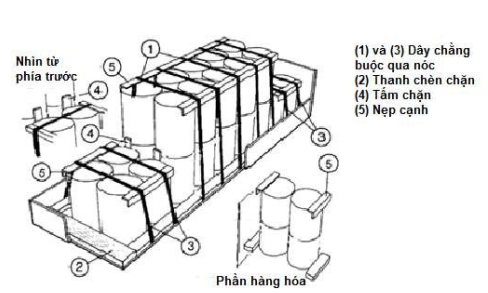 Nhìn từ
phía trước
1
5
3
4
4
5
3
5
3
2
Phần hàng hóa
(1) và (3) Dây chằng
buộc qua nóc
(2) Thanh chèn chặn
(4) Tấm chặn
(5) Nẹp cạnh